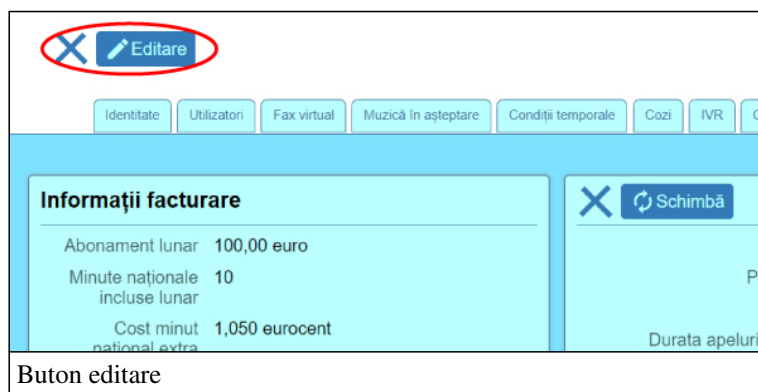 Editare
Identitate Utilizatori Fax virtual Muzică în așteptare Condiții temporale Cozi IVR
Informații facturare
Schimbă
Abonament lunar 100,00 euro
Minute naționale 10
incluse lunar
Cost minut 1,050 eurocent
național extra
Durata apeluri
Buton editare